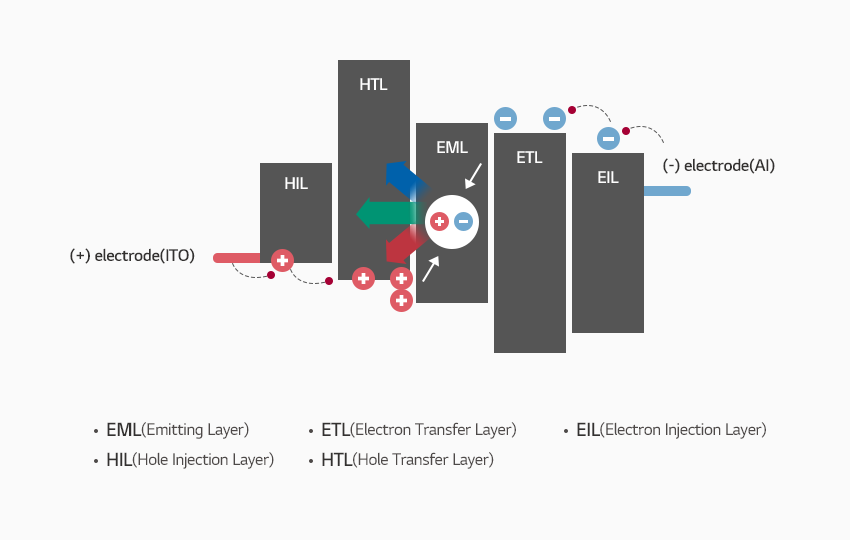 HTL
EML
ETL
HIL
EIL
(-) electrode(Al)
(+) electrode(ITO)
• EML(Emitting Layer)
• ETL(Electron Transfer Layer)
• EIL(Electron Injection Layer)
• HIL(Hole Injection Layer)
• HTL(Hole Transfer Layer)